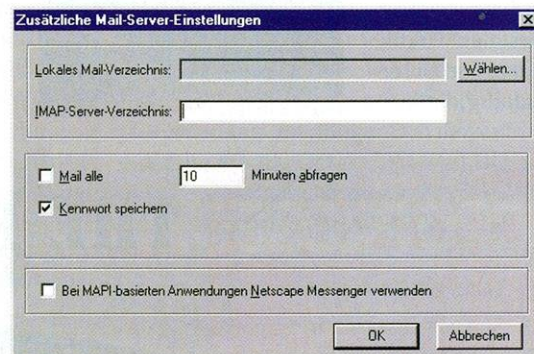 Zusätzliche Mail-Server-Einstellungen
Lokales Mail-Verzeichnis:
Wählen...
IMAP-Server-Verzeichnis:
Mail alle 10 Minuten abfragen
Kennwort speichern
Bei MAPI-basierten Anwendungen Netscape Messenger verwenden
OK Abbrechen